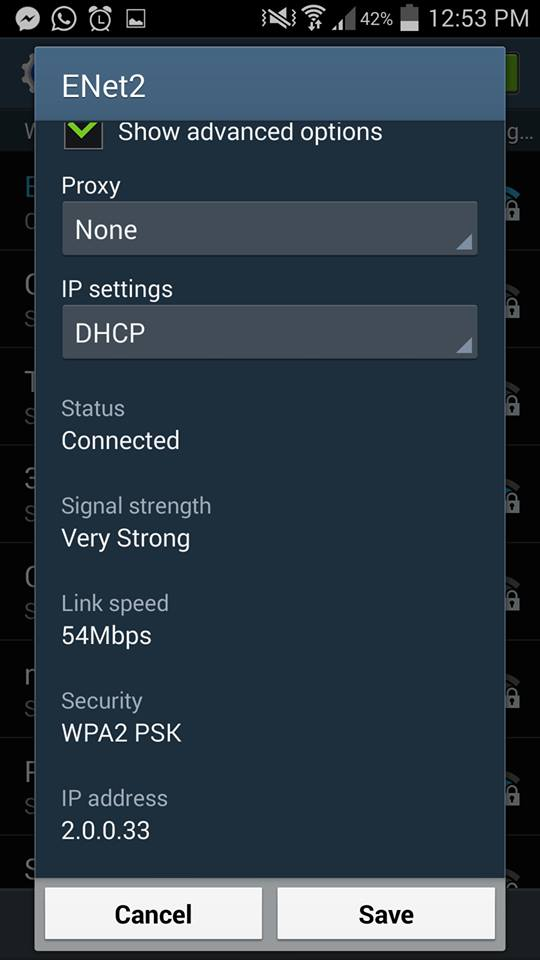 42% 12:53 PM
ENet2
Show advanced options
Proxy
None
IP settings
DHCP
Status
Connected
Signal strength
Very Strong
Link speed
54Mbps
Security
WPA2 PSK
IP address
2.0.0.33
Cancel Save